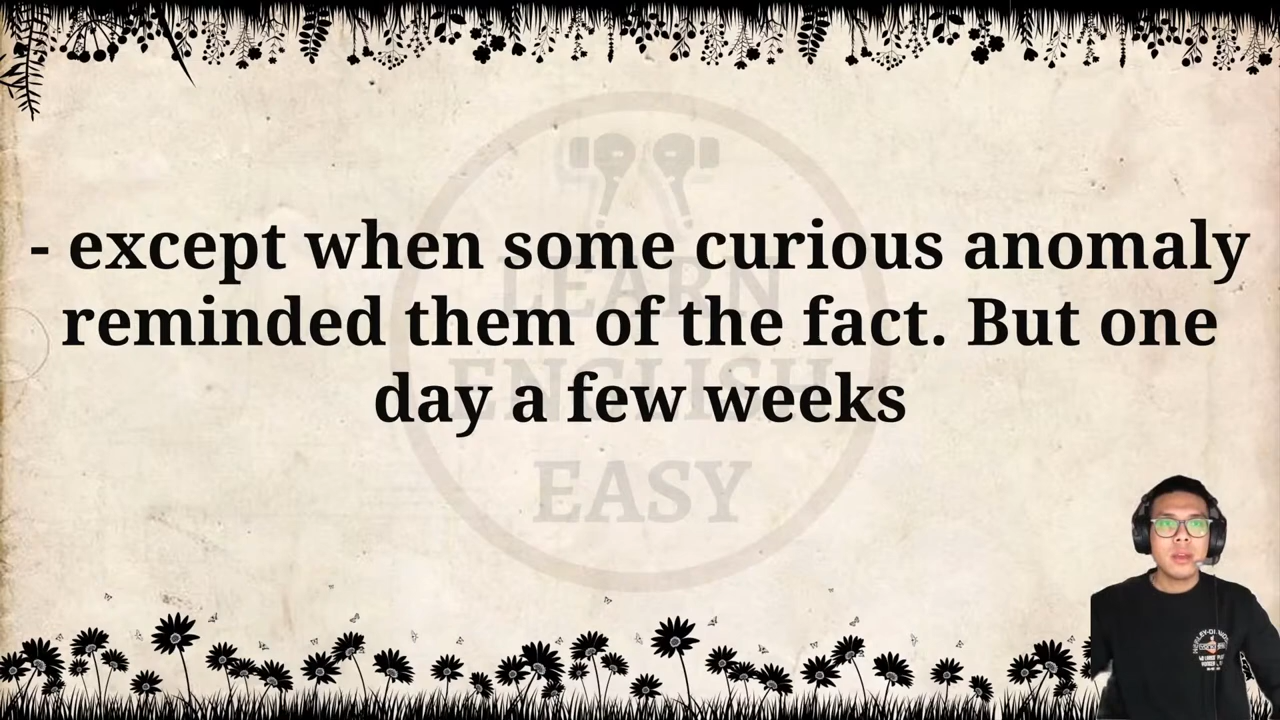 - except when some curious anomaly
reminded them of the fact. But one
day a few weeks
LEARN
ENGLISH
EASY